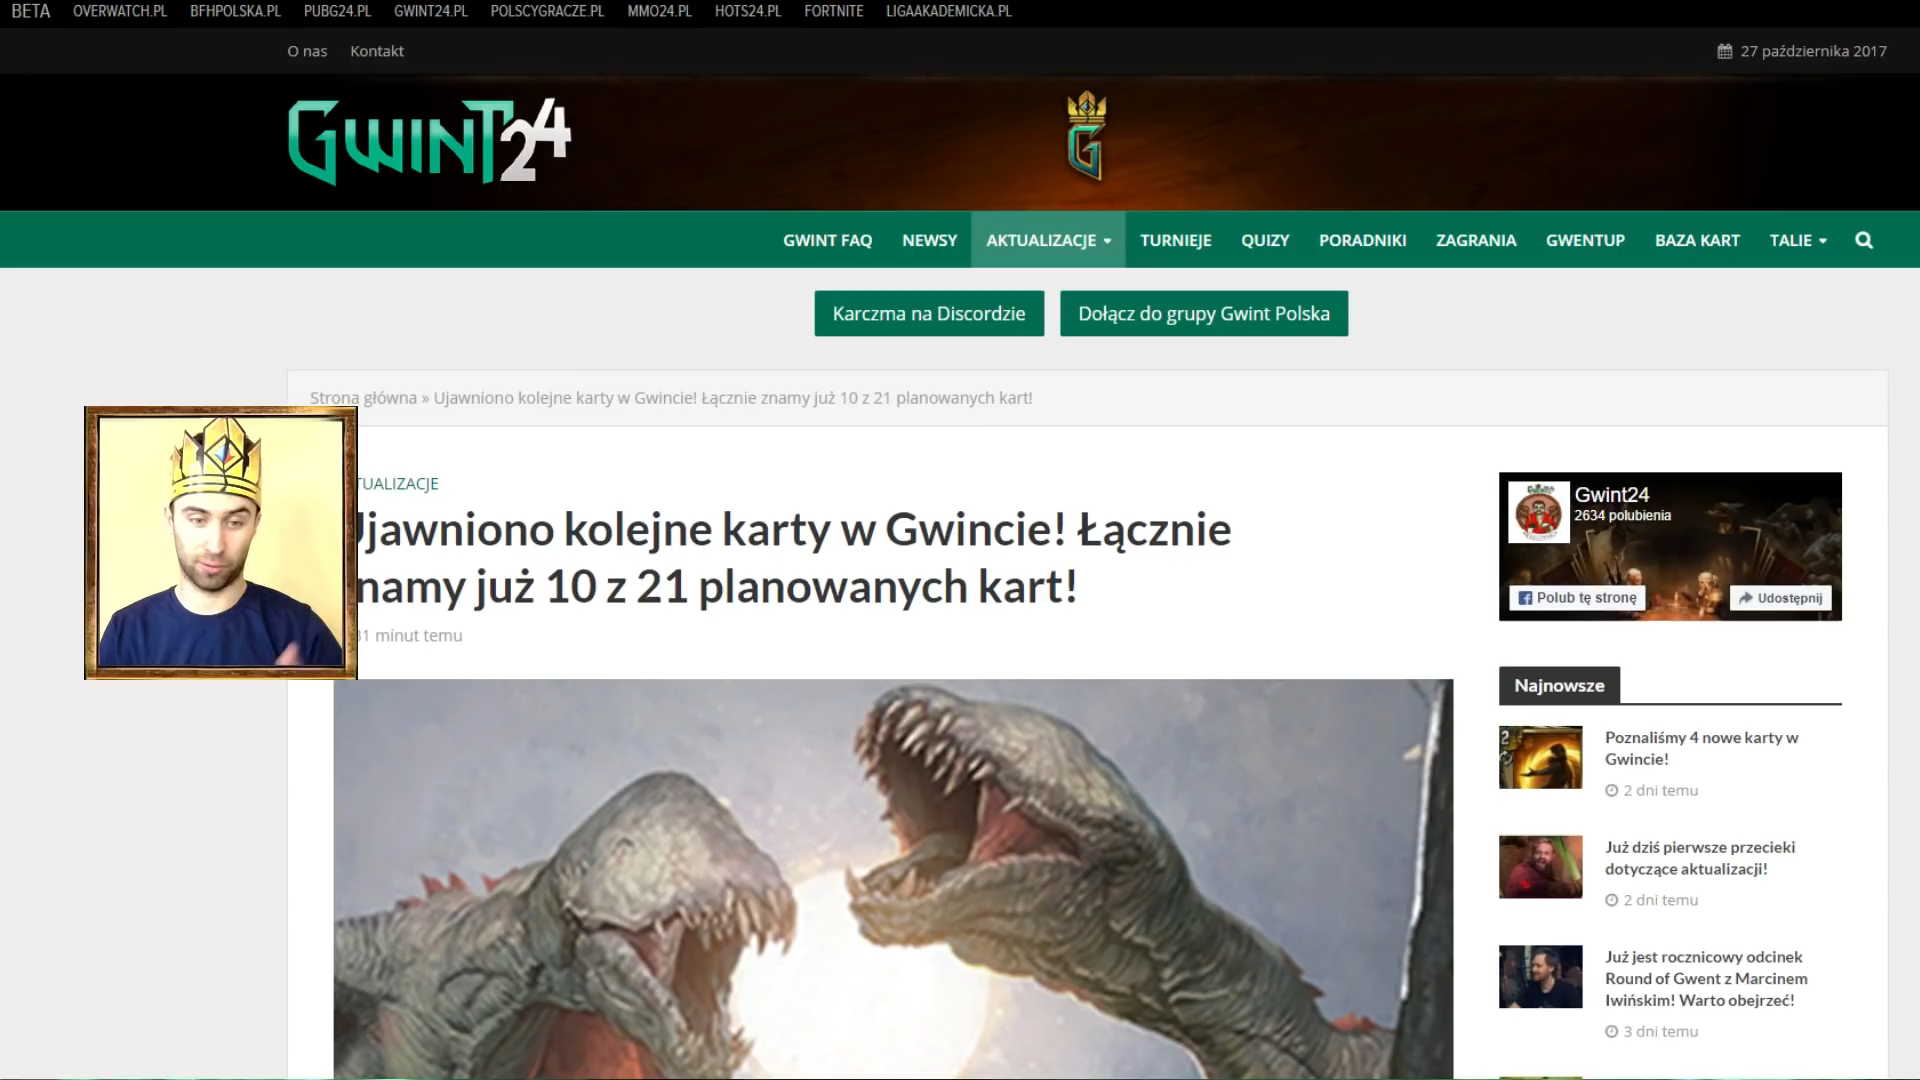 BETA OVERWATCH.PL BFHPOLSKA.PL PUBG24.PL GWINT24.PL POLSCYGRACZE.PL MMO24.PL HOTS24.PL FORTNITE LIGAAKADEMICKA.PL
O nas Kontakt 27 października 2017
GWINT24
G
GWINT FAQ NEWSY AKTUALIZACJE TURNIEJE QUIZY PORADNIKI ZAGRANIA GWENTUP BAZA KART TALIE
Karczma na Discordzie Dołącz do grupy Gwint Polska
Strona główna » Ujawniono kolejne karty w Gwincie! Łącznie znamy już 10 z 21 planowanych kart!
TUALIZACJE
Ujawniono kolejne karty w Gwincie! Łącznie
namy już 10 z 21 planowanych kart!
31 minut temu
Gwint24
2634 polubienia
Polub tę stronę Udostępnij
Najnowsze
Poznaliśmy 4 nowe karty w
Gwincie!
2 dni temu
Już dziś pierwsze przecieki
dotyczące aktualizacji!
2 dni temu
Już jest rocznicowy odcinek
Round of Gwent z Marcinem
Iwińskim! Warto obejrzeć!
3 dni temu